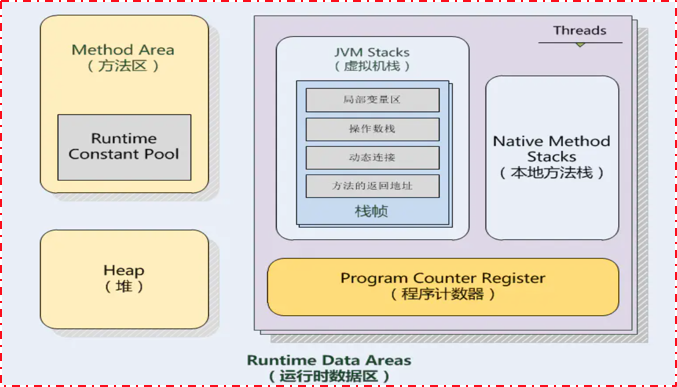 Method Area
（方法区）
Runtime
Constant Pool
Heap
（堆）
Threads
JVM Stacks
（虚拟机栈）
局部变量区
操作数栈
动态连接
方法的返回地址
栈帧
Native Method
Stacks
（本地方法栈）
Program Counter Register
（程序计数器）
Runtime Data Areas
（运行时数据区）